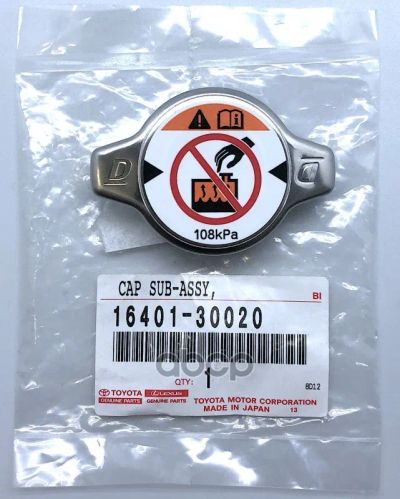 D
D
108kPa
CAP SUB-ASSY,
BI
16401-30020
abcp
QTY: 1
8D12
TOYOTA LEXUS
GENUINE PARTS GENUINE PARTS
TOYOTA MOTOR CORPORATION
MADE IN JAPAN 13